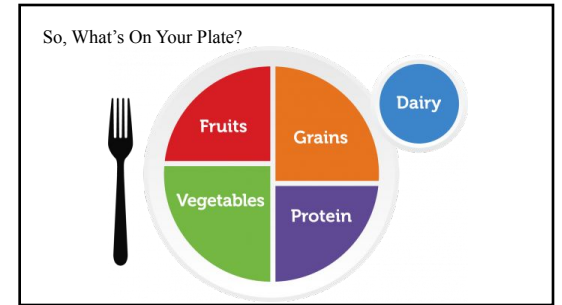 So, What's On Your Plate?
Dairy
Fruits
Grains
Vegetables
Protein